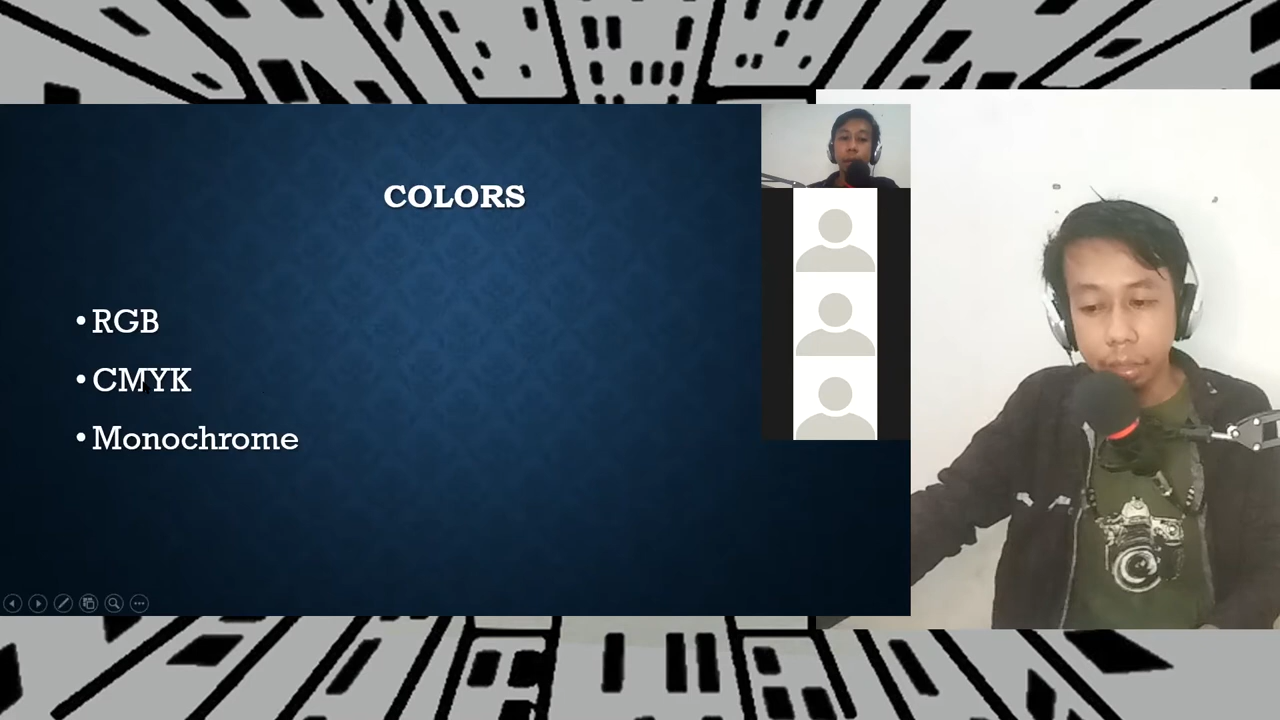 COLORS
• RGB
• CMYK
• Monochrome